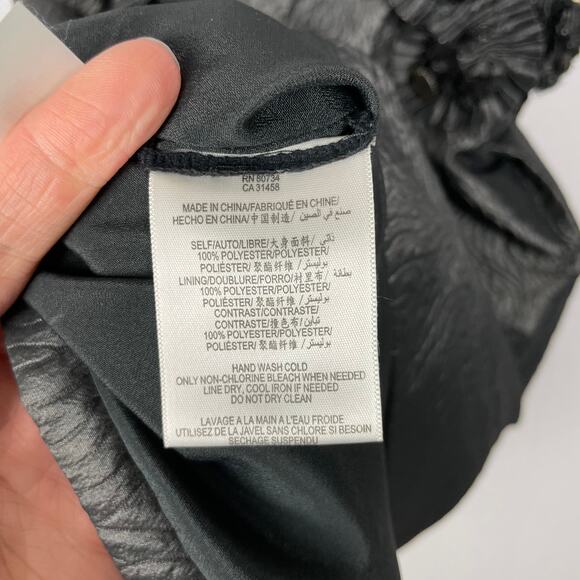 RN 80734
CA 31458
MADE IN CHINA/FABRIQUÉ EN CHINE/
HECHO EN CHINA/中国制造/ صنع في الصين
SELF/AUTO/LIBRE/大身面料/ ذاتي
100% POLYESTER/POLYESTER/
POLIÉSTER/ 聚酯纤维 /بوليستر
LINING/DOUBLURE/FORRO/衬里布/ بطانة
100% POLYESTER/POLYESTER/
POLIÉSTER/ 聚酯纤维 /بوليستر
CONTRAST/CONTRASTE/
CONTRASTE/撞色布/ تباين
100% POLYESTER/POLYESTER/
POLIÉSTER/ 聚酯纤维 /بوليستر
HAND WASH COLD
ONLY NON-CHLORINE BLEACH WHEN NEEDED
LINE DRY, COOL IRON IF NEEDED
DO NOT DRY CLEAN
LAVAGE A LA MAIN A L'EAU FROIDE
UTILISEZ DE LA JAVEL SANS CHLORE SI BESOIN
SECHAGE SUSPENDU